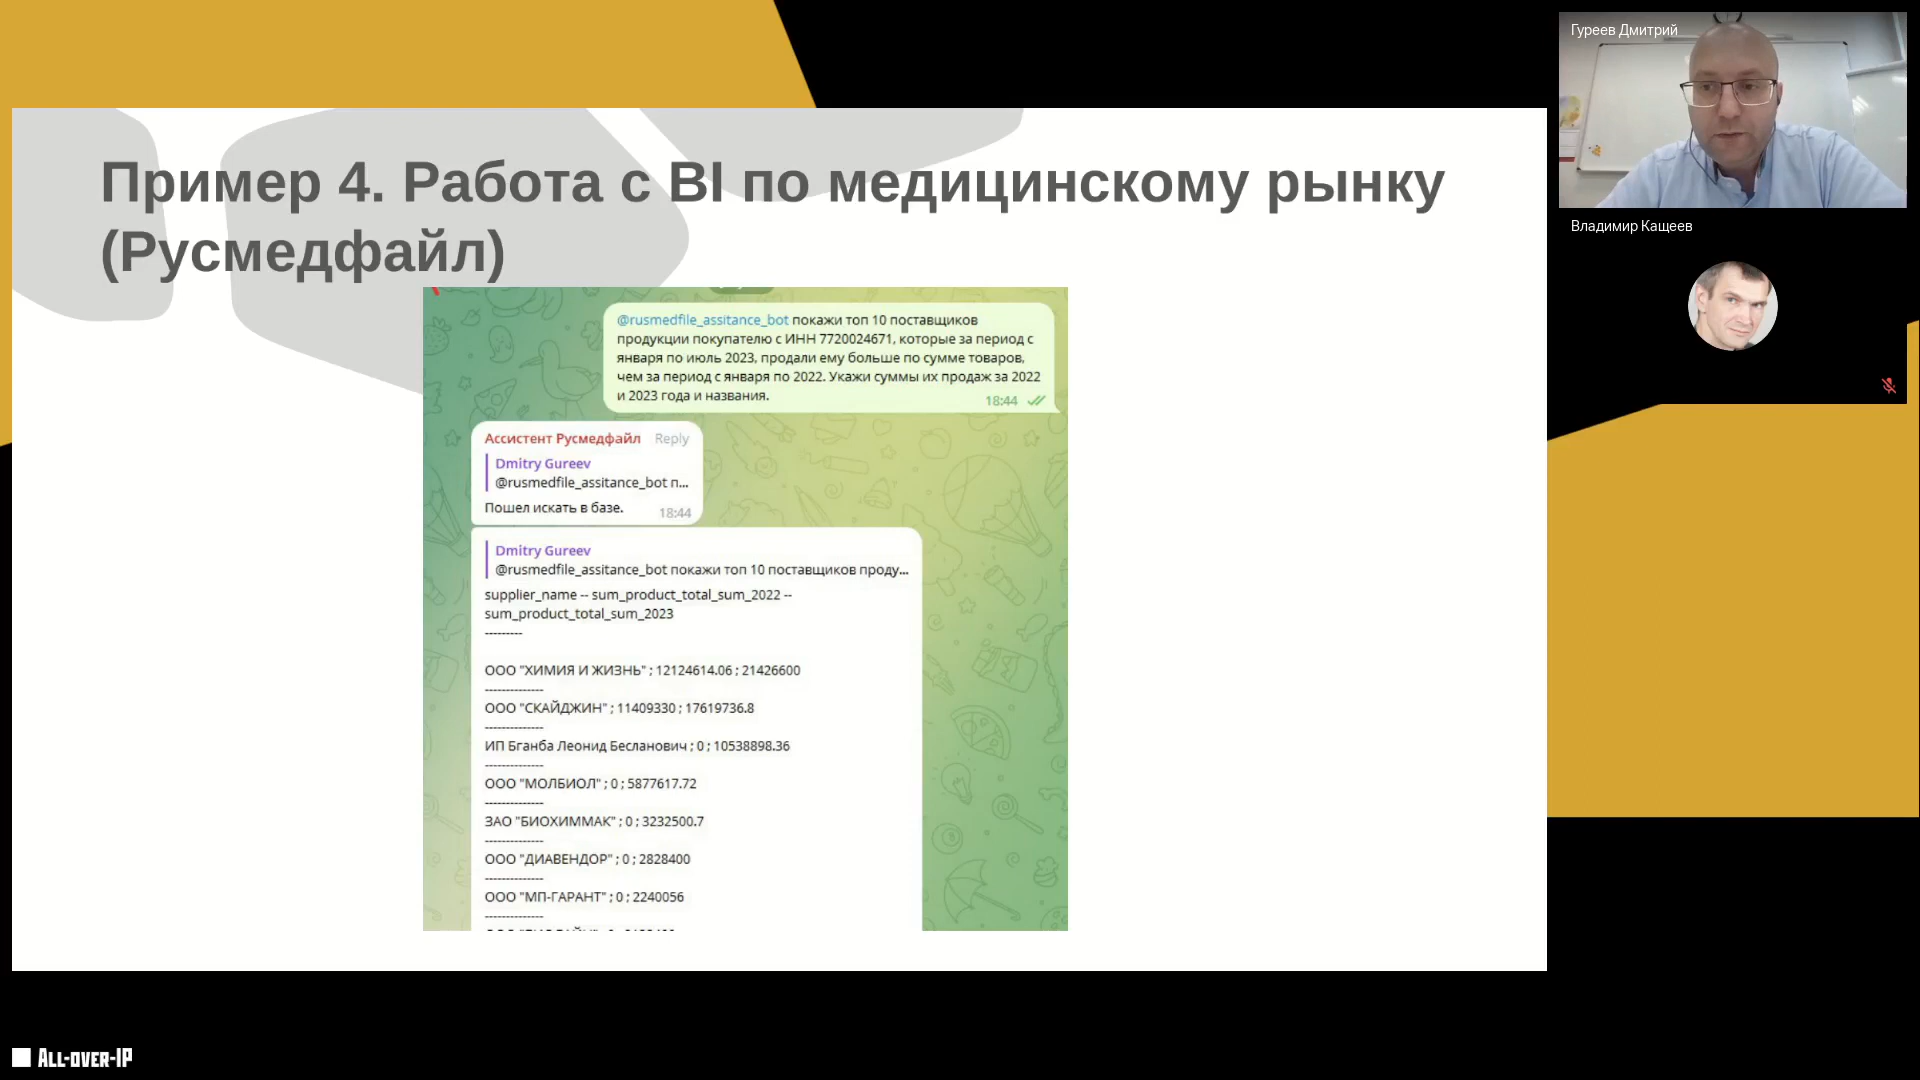 Пример 4. Работа с BI по медицинскому рынку
(Русмедфайл)
@rusmedfile_assitance_bot покажи топ 10 поставщиков
продукции покупателю с ИНН 7720024671, которые за период с
января по июль 2023, продали ему больше по сумме товаров,
чем за период с января по 2022. Укажи суммы их продаж за 2022
и 2023 года и названия.
18:44
Ассистент Русмедфайл Reply
Dmitry Gureev
@rusmedfile_assitance_bot п...
Пошел искать в базе.
18:44
Dmitry Gureev
@rusmedfile_assitance_bot покажи топ 10 поставщиков проду...
supplier_name -- sum_product_total_sum_2022 --
sum_product_total_sum_2023
---------
ООО "ХИМИЯ И ЖИЗНЬ" ; 12124614.06 ; 21426600
--------------
ООО "СКАЙДЖИН" ; 11409330 ; 17619736.8
--------------
ИП Бганба Леонид Бесланович ; 0 ; 10538898.36
--------------
ООО "МОЛБИОЛ" ; 0 ; 5877617.72
--------------
ЗАО "БИОХИММАК" ; 0 ; 3232500.7
--------------
ООО "ДИАВЕНДОР" ; 0 ; 2828400
--------------
ООО "МП-ГАРАНТ" ; 0 ; 2240056
--------------
Гуреев Дмитрий
Владимир Кащеев
ALL-OVER-IP